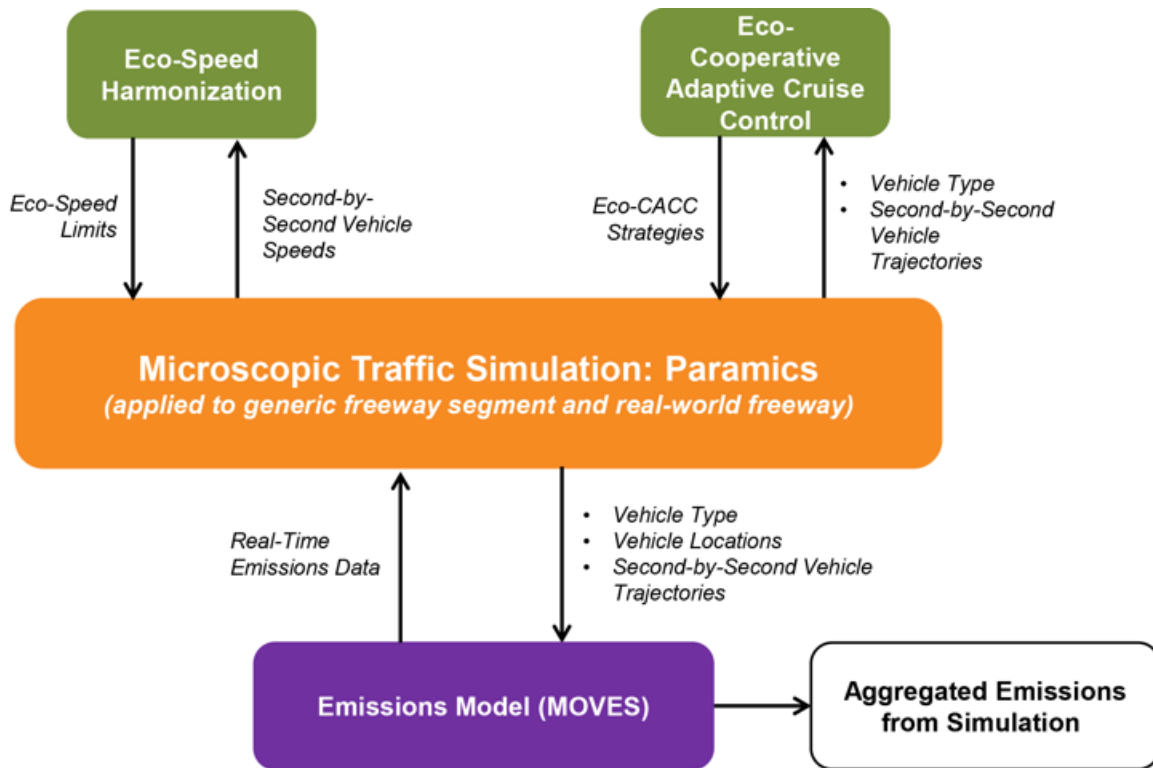 Eco-Speed
Harmonization
Eco-
Cooperative
Adaptive Cruise
Control
Eco-Speed
Limits
Second-by-
Second Vehicle
Speeds
Eco-CACC
Strategies
• Vehicle Type
• Second-by-Second
Vehicle
Trajectories
Microscopic Traffic Simulation: Paramics
(applied to generic freeway segment and real-world freeway)
Real-Time
Emissions Data
• Vehicle Type
• Vehicle Locations
• Second-by-Second Vehicle
Trajectories
Emissions Model (MOVES)
Aggregated Emissions
from Simulation